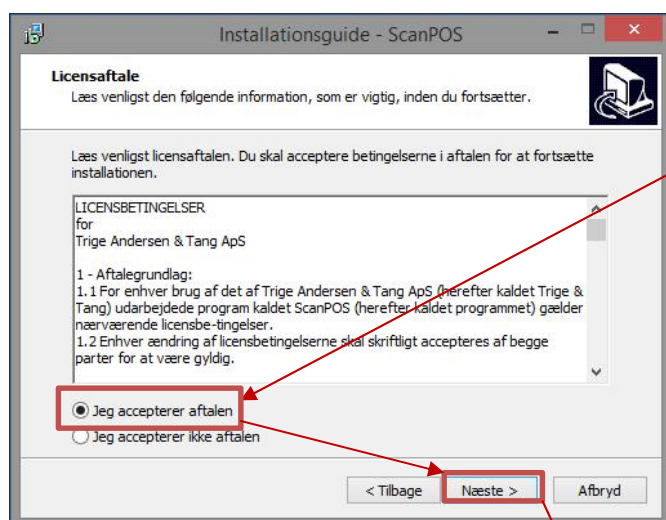 Installationsguide - ScanPOS
Licensaftale
Læs venligst den følgende information, som er vigtig, inden du fortsætter.
Læs venligst licensaftalen. Du skal acceptere betingelserne i aftalen for at fortsætte
installationen.
LICENSBETINGELSER
for
Trige Andersen & Tang ApS
1 - Aftalegrundlag:
1.1 For enhver brug af det af Trige Andersen & Tang ApS (herefter kaldet Trige &
Tang) udarbejdede program kaldet ScanPOS (herefter kaldet programmet) gælder
nærværende licensbe-tingelser.
1.2 Enhver ændring af licensbetingelserne skal skriftligt accepteres af begge
parter for at være gyldig.
Jeg accepterer aftalen
Jeg accepterer ikke aftalen
< Tilbage Næste > Afbryd